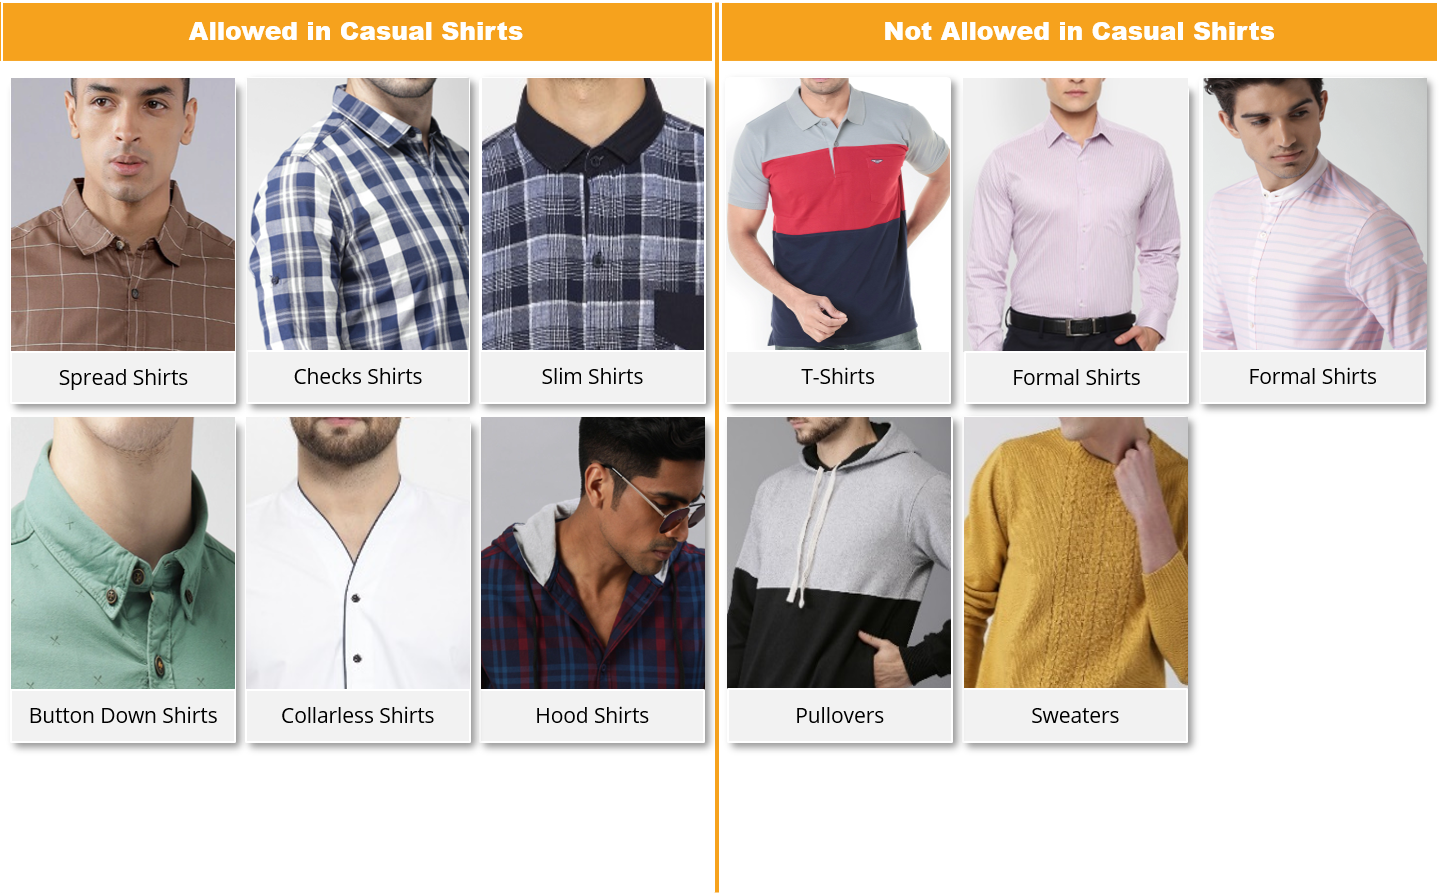 Allowed in Casual Shirts
Not Allowed in Casual Shirts
Spread Shirts
Checks Shirts
Slim Shirts
T-Shirts
Formal Shirts
Formal Shirts
Button Down Shirts
Collarless Shirts
Hood Shirts
Pullovers
Sweaters